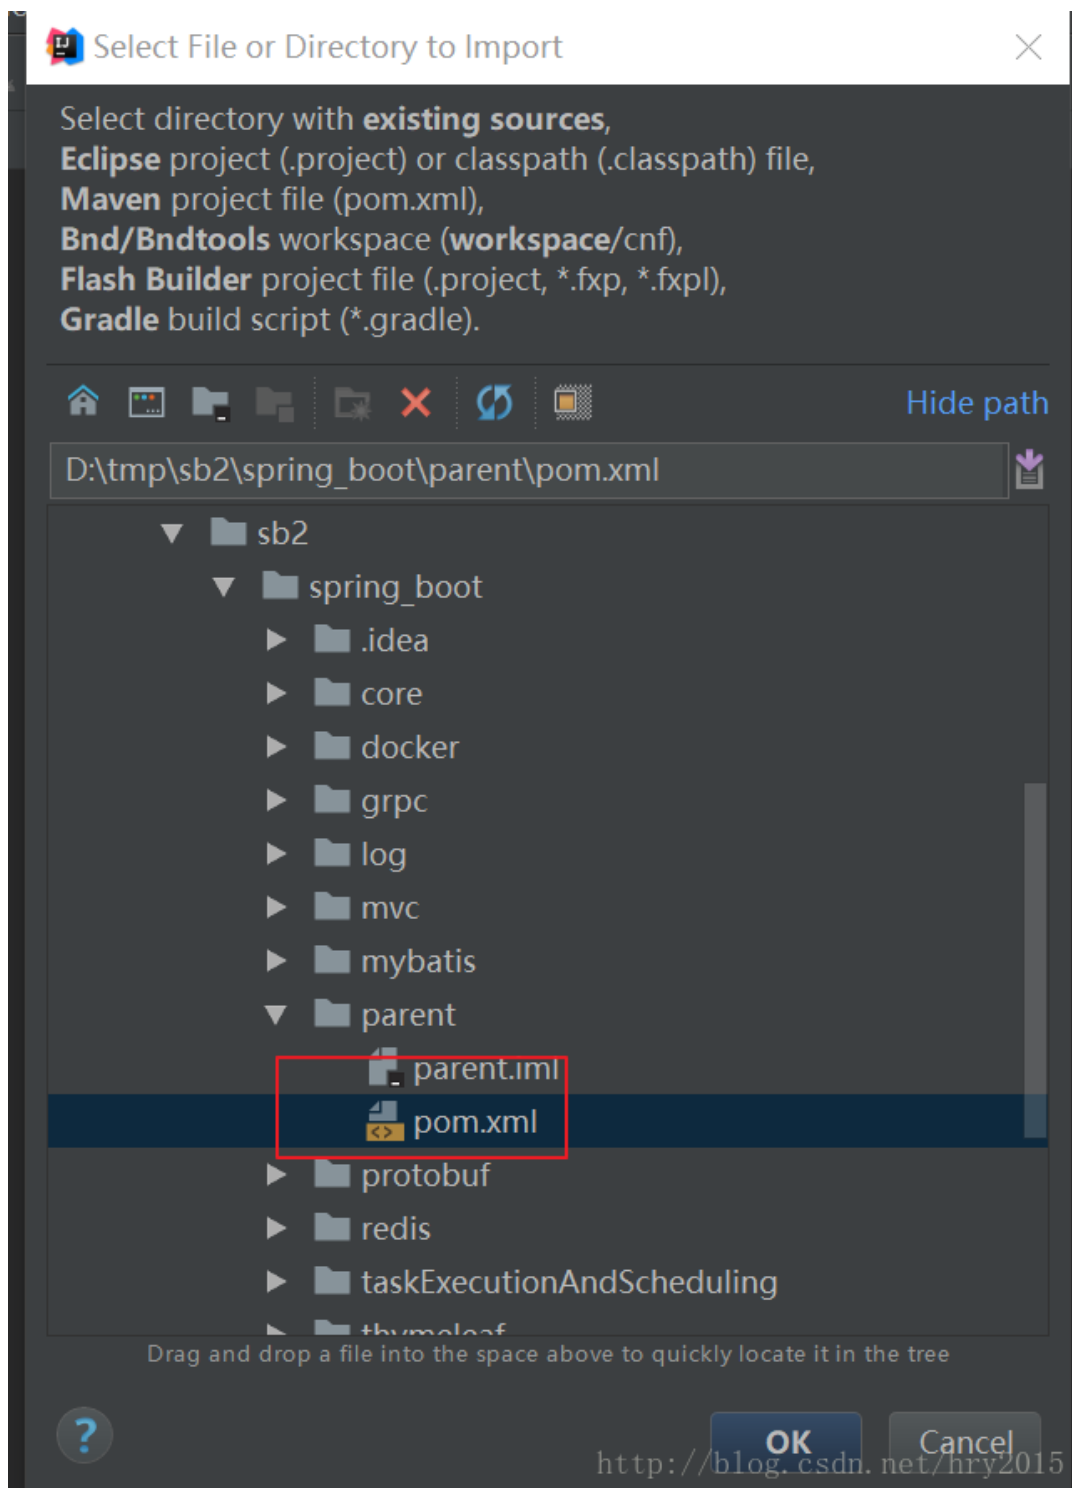 Select File or Directory to Import
Select directory with existing sources,
Eclipse project (.project) or classpath (.classpath) file,
Maven project file (pom.xml),
Bnd/Bndtools workspace (workspace/cnf),
Flash Builder project file (.project, *.fxp, *.fxpl),
Gradle build script (*.gradle).
Hide path
D:\tmp\sb2\spring_boot\parent\pom.xml
sb2
spring_boot
.idea
core
docker
grpc
log
mvc
mybatis
parent
parent.iml
pom.xml
protobuf
redis
taskExecutionAndScheduling
thymeleaf
Drag and drop a file into the space above to quickly locate it in the tree
? OK Cancel
http://blog.csdn.net/hry2015